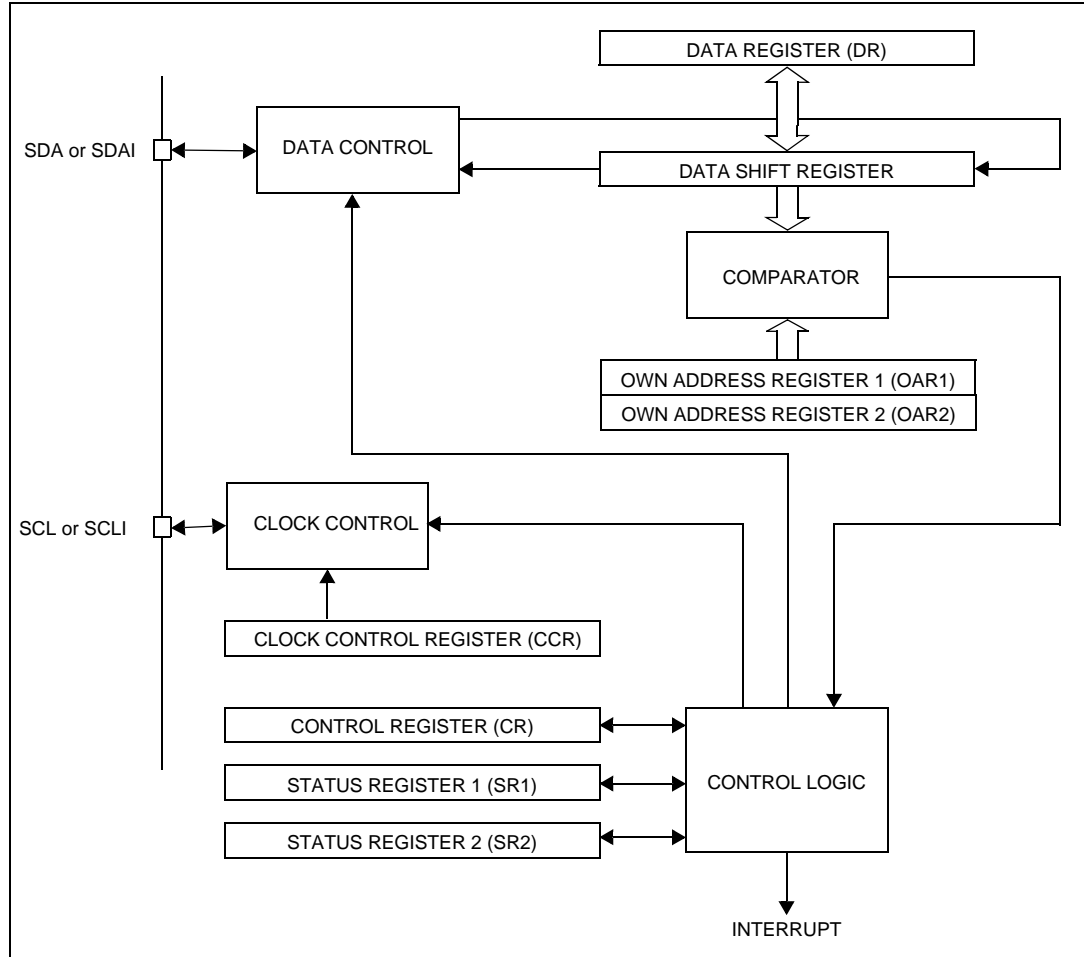 DATA REGISTER (DR)
SDA or SDAI
DATA CONTROL
DATA SHIFT REGISTER
COMPARATOR
OWN ADDRESS REGISTER 1 (OAR1)
OWN ADDRESS REGISTER 2 (OAR2)
SCL or SCLI
CLOCK CONTROL
CLOCK CONTROL REGISTER (CCR)
CONTROL REGISTER (CR)
STATUS REGISTER 1 (SR1)
CONTROL LOGIC
STATUS REGISTER 2 (SR2)
INTERRUPT